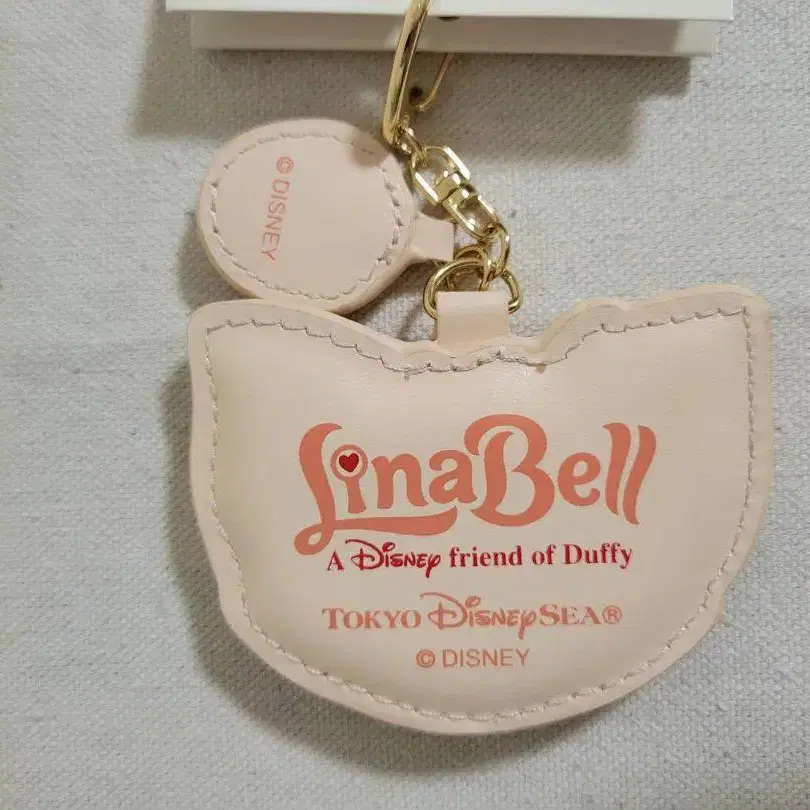 © DISNEY
LinaBell
A Disney friend of Duffy
TOKYO DisneySEA®
© DISNEY